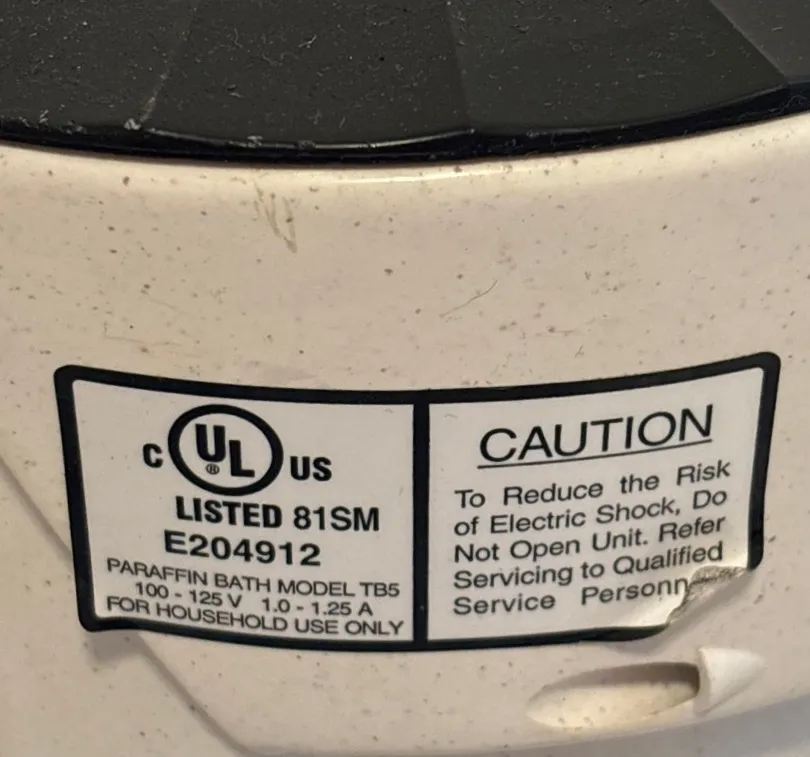 C UL ® US
LISTED 81SM
E204912
PARAFFIN BATH MODEL TB5
100 - 125 V 1.0 - 1.25 A
FOR HOUSEHOLD USE ONLY
CAUTION
To Reduce the Risk
of Electric Shock, Do
Not Open Unit. Refer
Servicing to Qualified
Service Personn